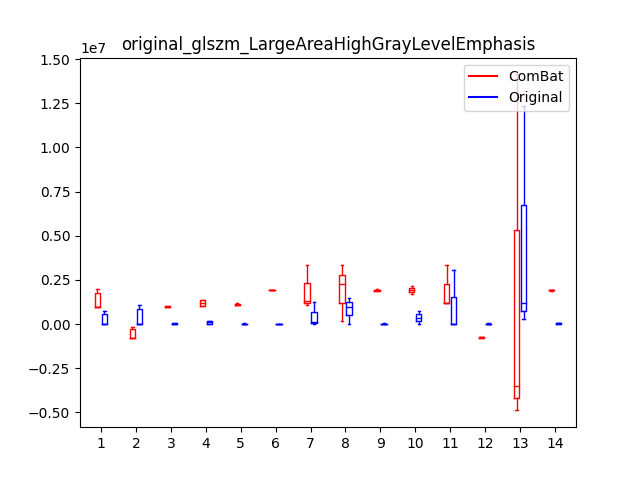 original_glszm_LargeAreaHighGrayLevelEmphasis
1e7
1.50
1.25
1.00
0.75
0.50
0.25
0.00
−0.25
−0.50
ComBat
Original
1 2 3 4 5 6 7 8 9 10 11 12 13 14